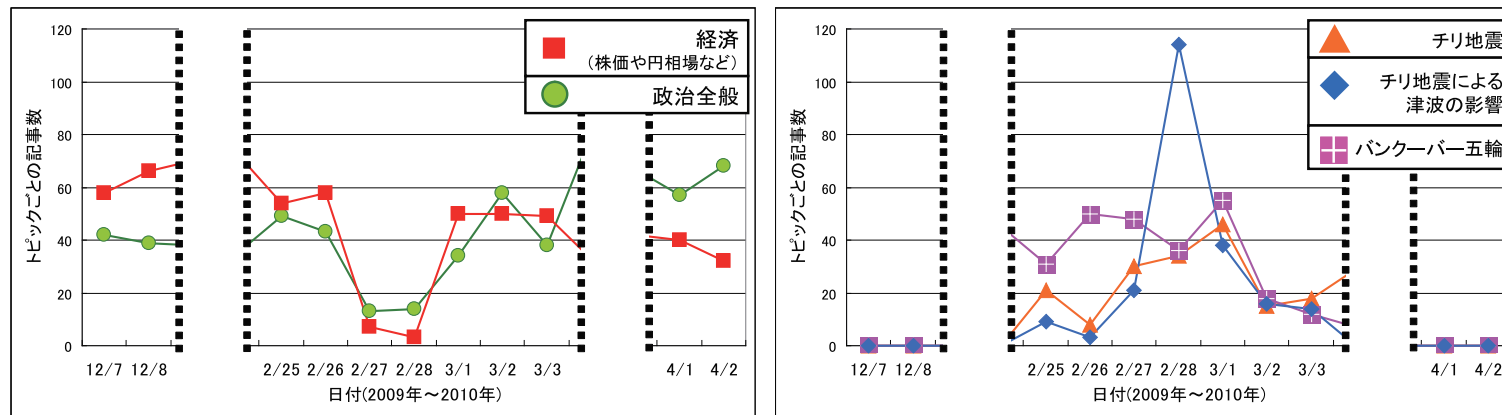 120
100
80
60
40
20
0
トピックごとの記事数
経済
(株価や円相場など)
政治全般
12/7 12/8 2/25 2/26 2/27 2/28 3/1 3/2 3/3 4/1 4/2
日付(2009年～2010年)
120
100
80
60
40
20
0
トピックごとの記事数
チリ地震
チリ地震による
津波の影響
バンクーバー五輪
12/7 12/8 2/25 2/26 2/27 2/28 3/1 3/2 3/3 4/1 4/2
日付(2009年～2010年)